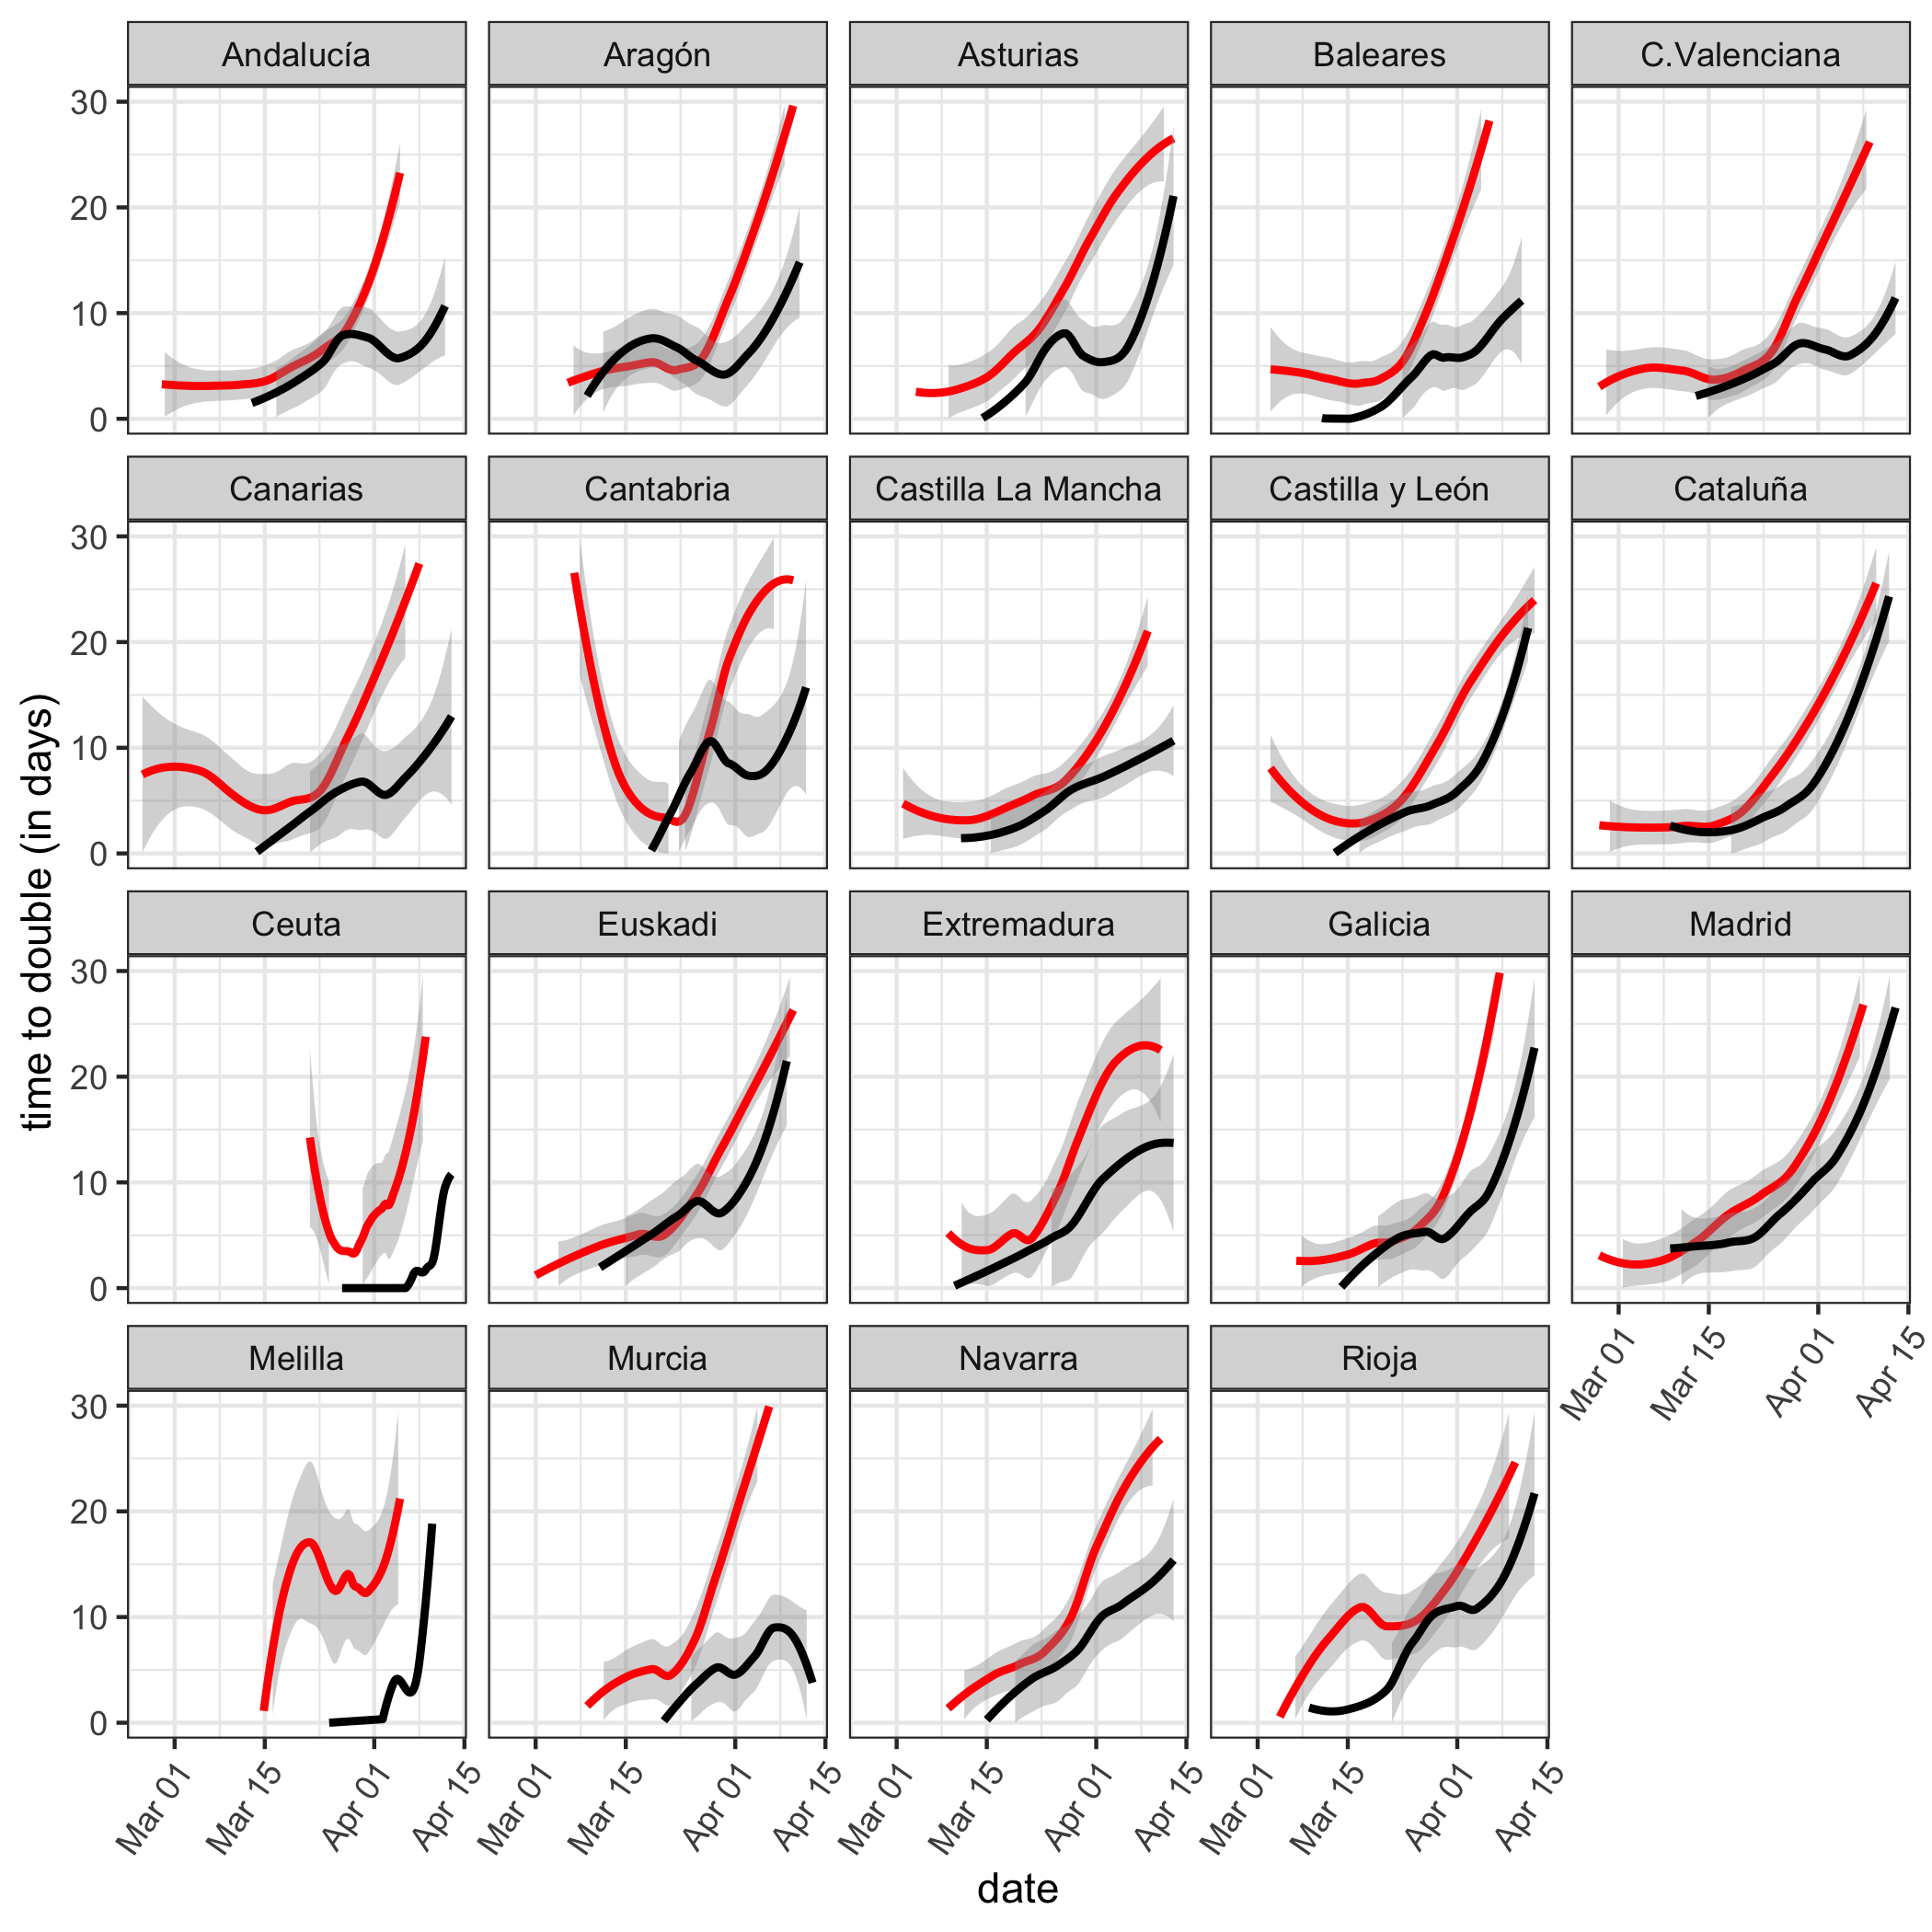 Andalucía Aragón Asturias Baleares C.Valenciana
30
20
10
0
Canarias Cantabria Castilla La Mancha Castilla y León Cataluña
30
20
10
0
Ceuta Euskadi Extremadura Galicia Madrid
30
20
10
0
Mar 01 Mar 15 Apr 01 Apr 15
Melilla Murcia Navarra Rioja
30
20
10
0
Mar 01 Mar 15 Apr 01 Apr 15 Mar 01 Mar 15 Apr 01 Apr 15 Mar 01 Mar 15 Apr 01 Apr 15 Mar 01 Mar 15 Apr 01 Apr 15
date
time to double (in days)